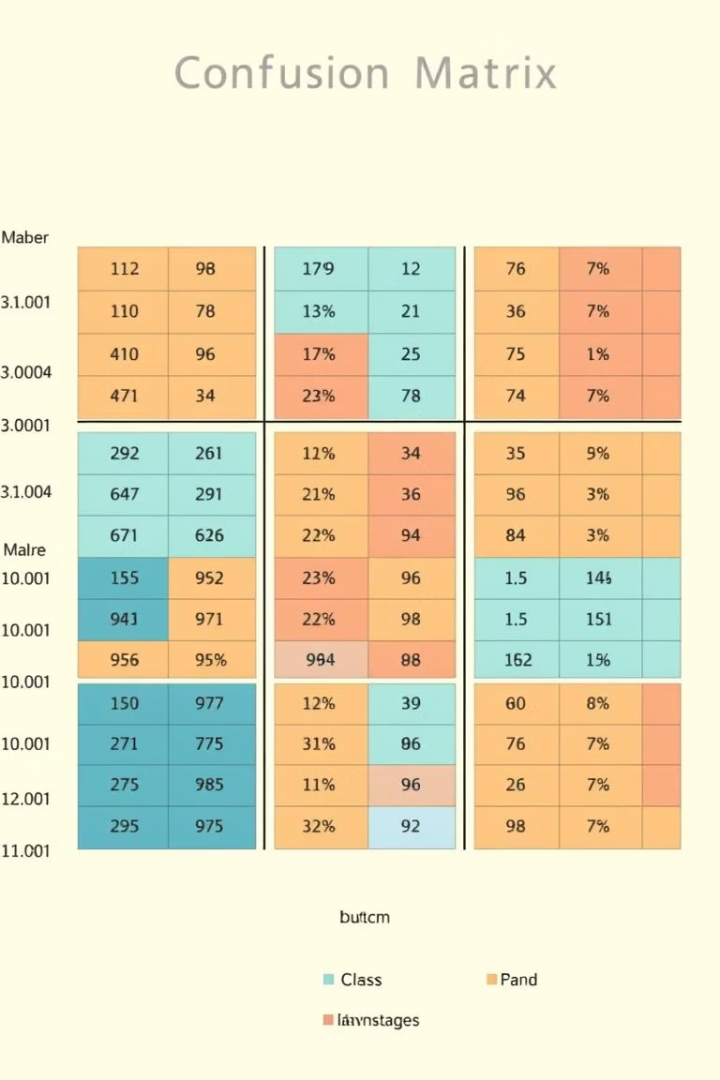 Confusion Matrix
Maber
112 98 179 12 76 7%
3.1.001
110 78 13% 21 36 7%
410 96 17% 25 75 1%
3.0004
471 34 23% 78 74 7%
3.0001
292 261 11% 34 35 9%
3.1.004
647 291 21% 36 96 3%
671 626 22% 94 84 3%
Malre
10.001
155 952 23% 96 1.5
10.001
941 971 22% 98 1.5 151
956 95% 88 162 1%
10.001
150 977 12% 39 60 8%
10.001
271 775 31% 76 7%
275 985 11% 96 26 7%
12.001
295 975 32% 92 98 7%
11.001
Class
Pand